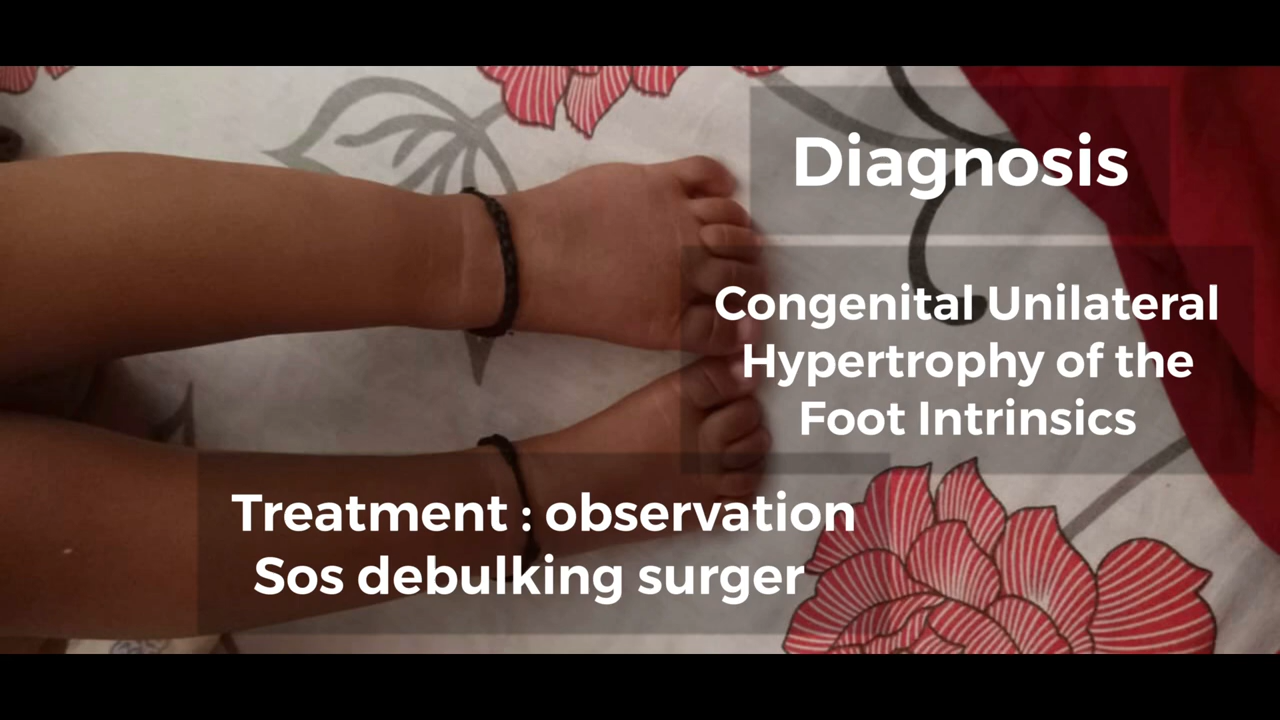 Diagnosis
Congenital Unilateral
Hypertrophy of the
Foot Intrinsics
Treatment : observation
Sos debulking surger